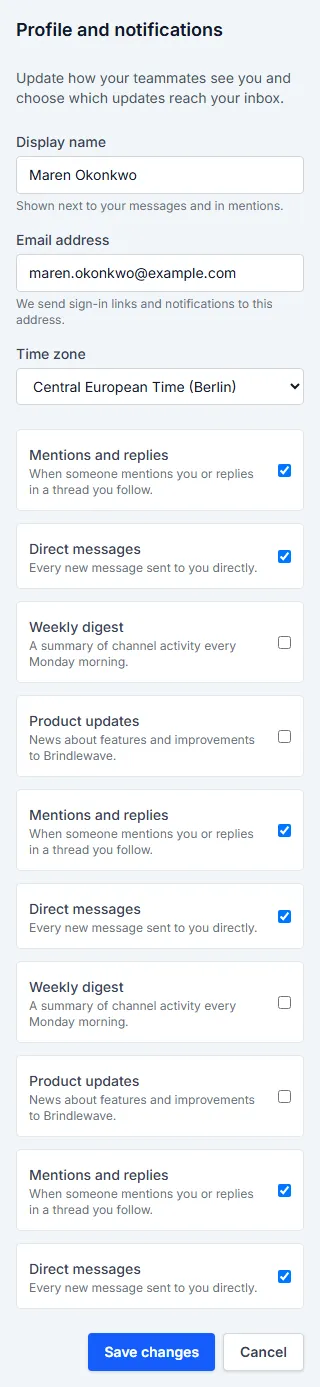 Profile and notifications
Update how your teammates see you and
choose which updates reach your inbox.
Display name
Maren Okonkwo
Shown next to your messages and in mentions.
Email address
maren.okonkwo@example.com
We send sign-in links and notifications to this
address.
Time zone
Central European Time (Berlin)
Mentions and replies
When someone mentions you or replies
in a thread you follow.
Direct messages
Every new message sent to you directly.
Weekly digest
A summary of channel activity every
Monday morning.
Product updates
News about features and improvements
to Brindlewave.
Mentions and replies
When someone mentions you or replies
in a thread you follow.
Direct messages
Every new message sent to you directly.
Weekly digest
A summary of channel activity every
Monday morning.
Product updates
News about features and improvements
to Brindlewave.
Mentions and replies
When someone mentions you or replies
in a thread you follow.
Direct messages
Every new message sent to you directly.
Save changes
Cancel